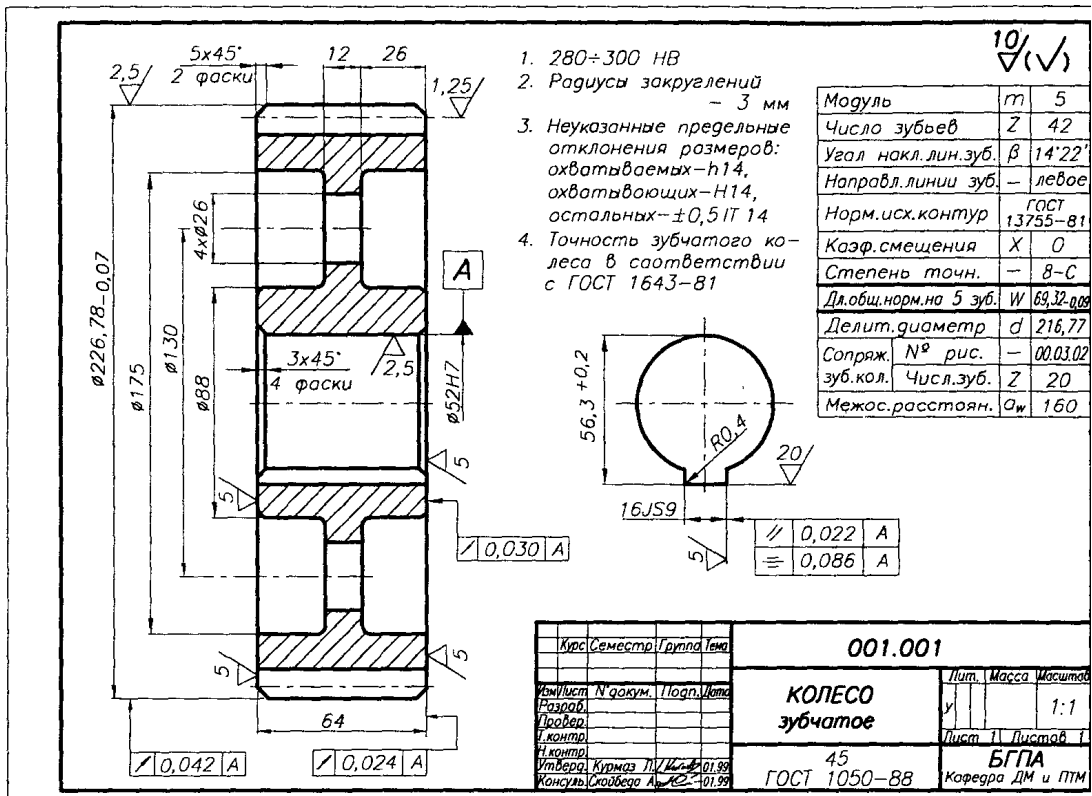 5х45°
2 фаски
12
26
2,5
1,25
1. 280÷300 НВ
2. Радиусы закруглений
– 3 мм
3. Неуказанные предельные
отклонения размеров:
охватываемых–h14,
охватывающих–Н14,
остальных–±0,5 IT 14
4. Точность зубчатого ко–
леса в соответствии
с ГОСТ 1643–81
10 (√)
Модуль m 5
Число зубьев Z 42
Угал накл.лин.зуб. β 14°22'
Направл.линии зуб. – левое
Норм.исх.контур ГОСТ 13755–81
Каэф.смещения X 0
Степень точн. – 8–С
Дл.общ.норм.на 5 зуб. W 69,32-0,09
Делит.диаметр d 216,77
Сопряж. зуб.кол. № рис. – 00.03.02
Числ.зуб. Z 20
Межос.расстоян. aw 160
ø226,78-0,07
ø175
ø130
4xø26
ø88
3x45°
4 фаски
2,5
ø52H7
А
5
5
5
5
64
0,030 А
0,042 А
0,024 А
56,3+0,2
R0,4
20
16JS9
5
// 0,022 А
0,086 А
Курс Семестр Группа Тема
001.001
Изм Лист N°докум. Подп. Дата
Разраб.
Провер.
Т.контр.
Н.контр.
Утверд. Курмаз Л. 01.99
Консуль. Скойбеда А. 01.99
КОЛЕСО
зубчатое
Лит. Масса Масштаб
у 1:1
Лист 1 Листов 1
45
ГОСТ 1050–88
БГПА
Кафедра ДМ и ПТМ